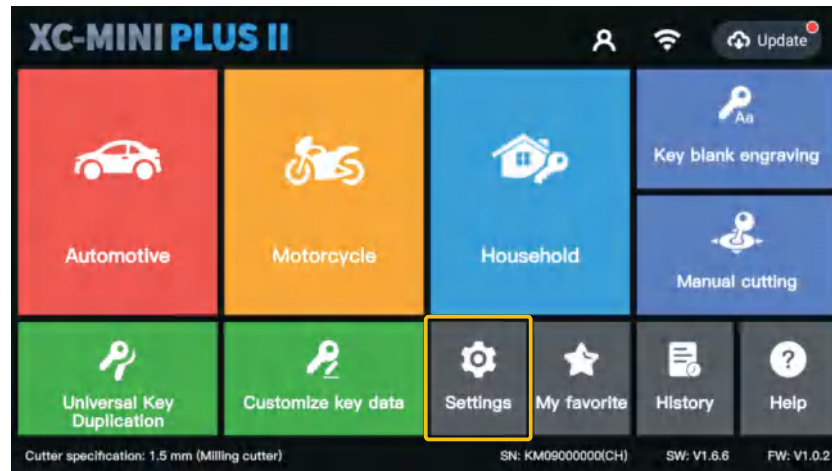 XC-MINI PLUS II
Update
Automotive
Motorcycle
Household
Aa
Key blank engraving
Manual cutting
Universal Key
Duplication
Customize key data
Settings
My favorite
History
?
Help
Cutter specification: 1.5 mm (Milling cutter)
SN: KM09000000(CH)
SW: V1.6.6
FW: V1.0.2